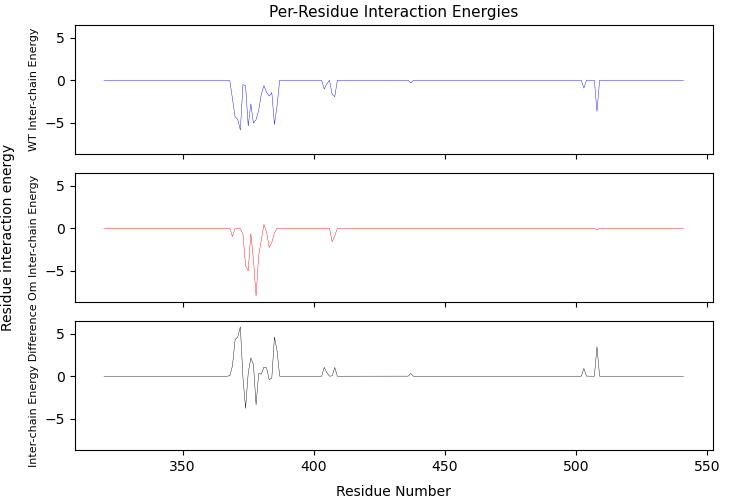 Per-Residue Interaction Energies
Residue interaction energy
WT Inter-chain Energy
5
0
−5
Om Inter-chain Energy
5
0
−5
Inter-chain Energy Difference
5
0
−5
350
400
450
500
550
Residue Number